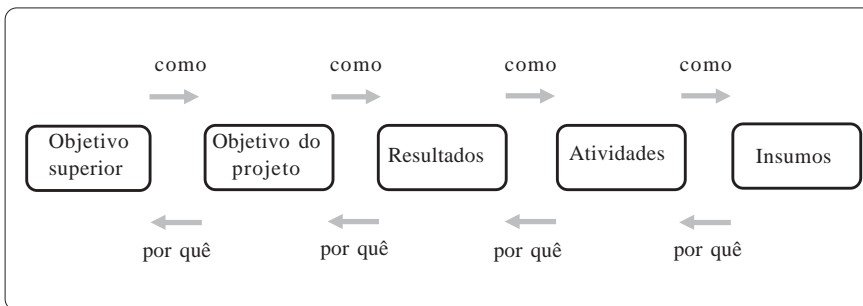 como como como como
Objetivo
superior
Objetivo do
projeto
Resultados
Atividades
Insumos
por quê por quê por quê por quê